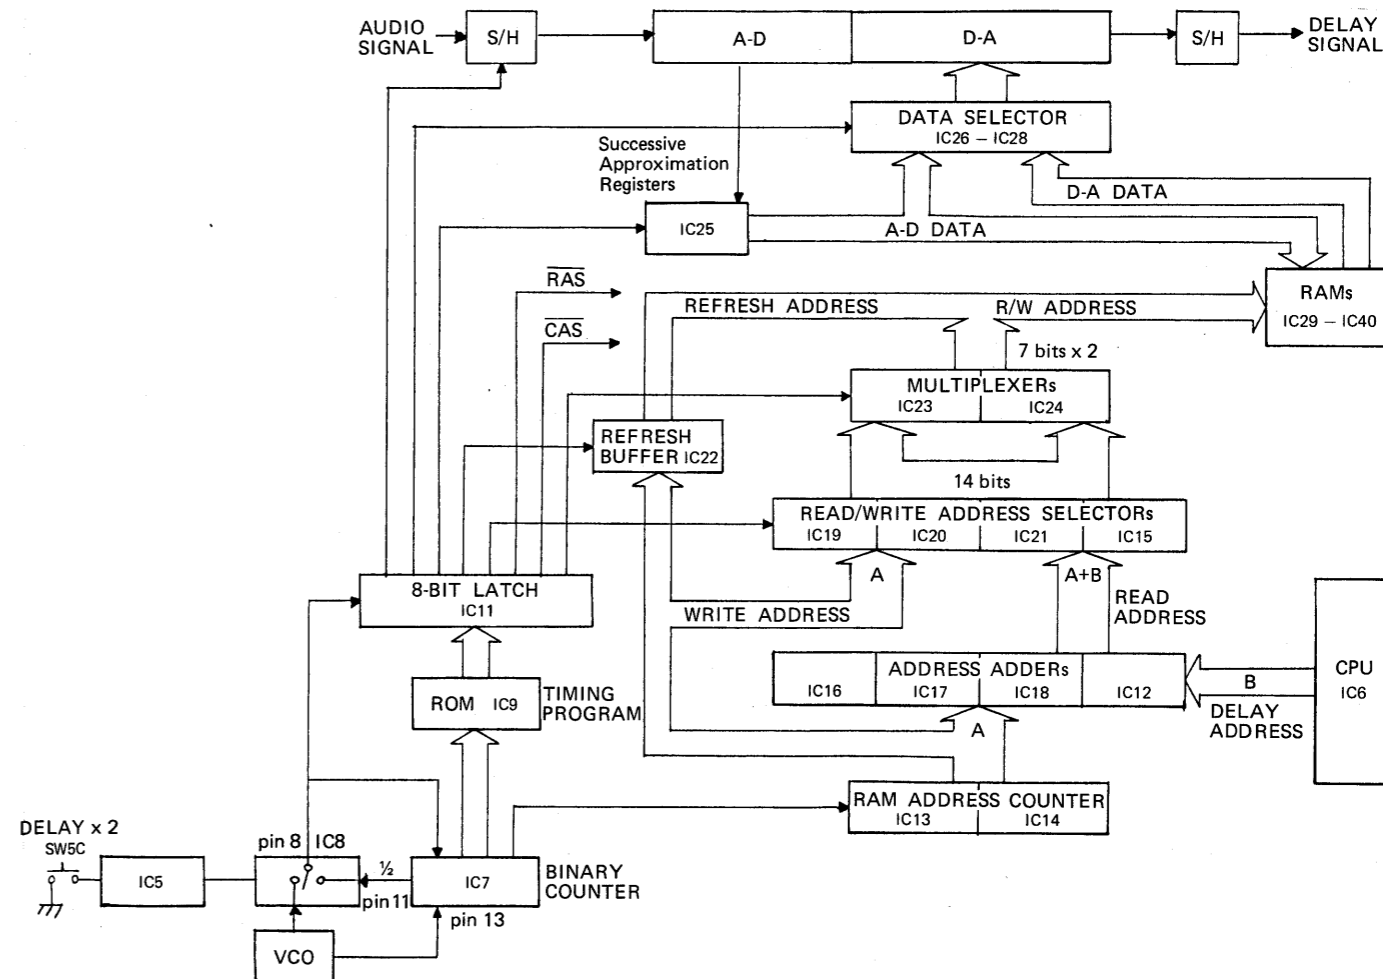 AUDIO
SIGNAL
S/H
A-D
D-A
S/H
DELAY
SIGNAL
DATA SELECTOR
IC26 – IC28
Successive
Approximation
Registers
D-A DATA
IC25
A-D DATA
RAS
REFRESH ADDRESS
R/W ADDRESS
RAMs
IC29 – IC40
CAS
7 bits x 2
MULTIPLEXERs
IC23
IC24
REFRESH
BUFFER IC22
14 bits
READ/WRITE ADDRESS SELECTORs
IC19
IC20
IC21
IC15
A
A+B
8-BIT LATCH
IC11
WRITE ADDRESS
READ
ADDRESS
ADDRESS ADDERs
IC16
IC17
IC18
IC12
B
CPU
IC6
ROM IC9
TIMING
PROGRAM
DELAY
ADDRESS
A
RAM ADDRESS COUNTER
IC13
IC14
DELAY x 2
SW5C
pin 8
IC8
IC5
½
IC7
BINARY
COUNTER
pin 11
pin 13
VCO